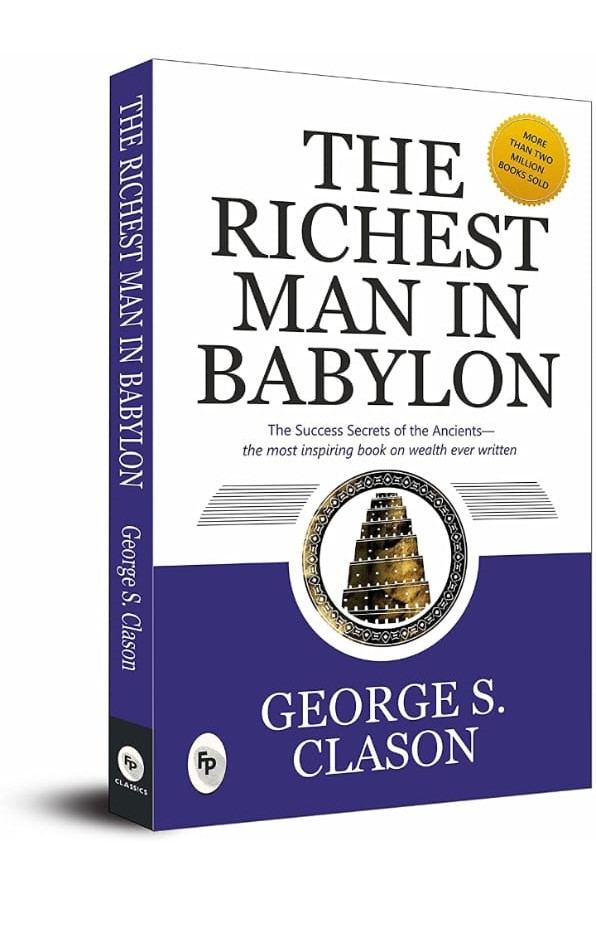 THE RICHEST MAN IN BABYLON
George S. Clason
FP
CLASSICS
MORE
THAN TWO
MILLION
BOOKS SOLD
THE
RICHEST
MAN IN
BABYLON
The Success Secrets of the Ancients—
the most inspiring book on wealth ever written
GEORGE S.
CLASON
FP